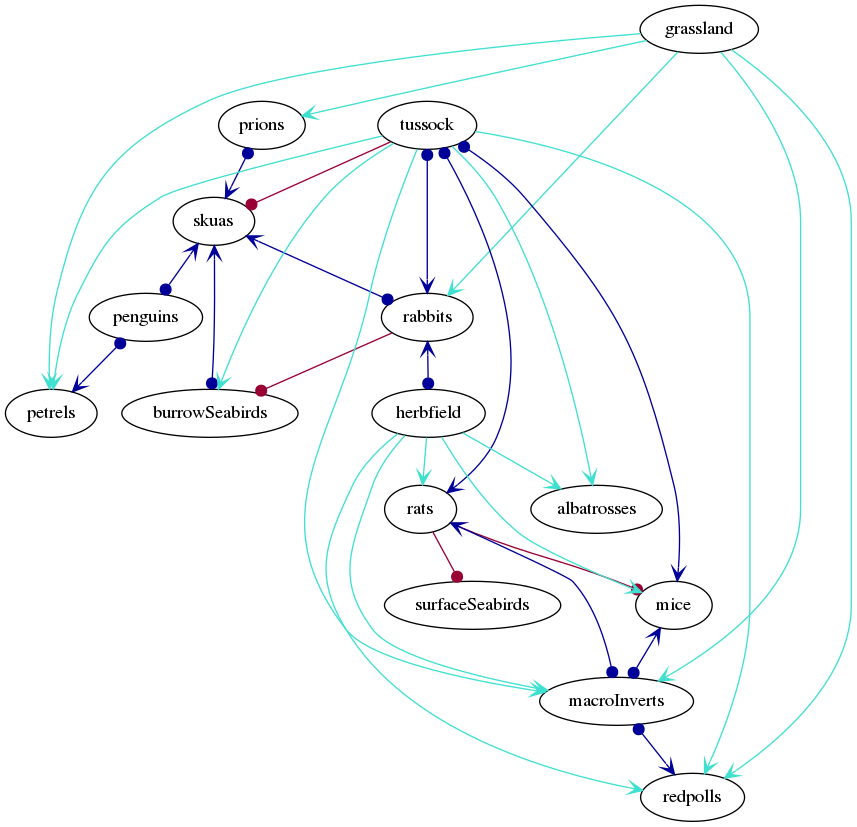 grassland
prions
tussock
skuas
penguins
rabbits
petrels
burrowSeabirds
herbfield
rats
albatrosses
surfaceSeabirds
mice
macroInverts
redpolls